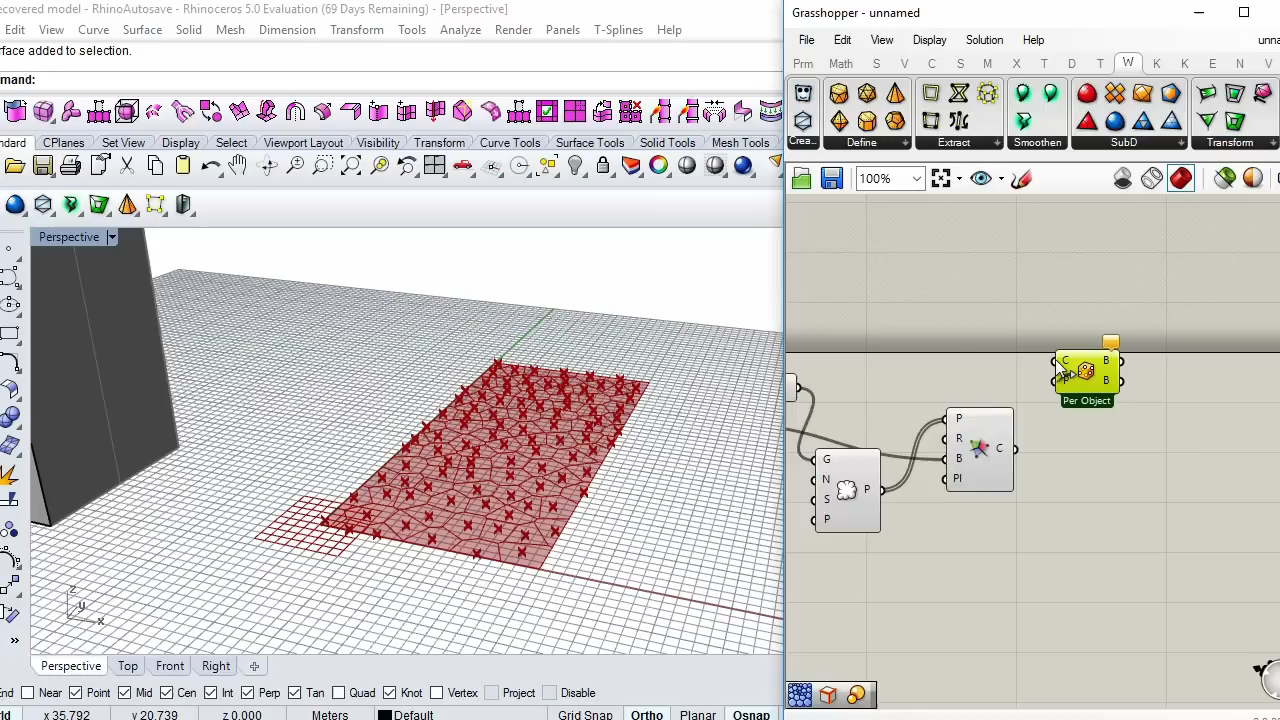 ecovered model - RhinoAutosave - Rhinoceros 5.0 Evaluation (69 Days Remaining) - [Perspective]
Edit View Curve Surface Solid Mesh Dimension Transform Tools Analyze Render Panels T-Splines Help
rface added to selection.
mand:
ndard CPlanes Set View Display Select Viewport Layout Visibility Transform Curve Tools Surface Tools Solid Tools Mesh Tools
Perspective
z
y
x
Perspective Top Front Right
End Near Point Mid Cen Int Perp Tan Quad Knot Vertex Project Disable
rld x 35.792 y 20.739 z 0.000 Meters Default Grid Snap Ortho Planar Osnap
Grasshopper - unnamed
File Edit View Display Solution Help unna
Prm Math S V C S M X T D T W K K E N V
Crea... Define Extract Smoothen SubD Transform
100%
C B
P B
Per Object
P
R
B C
Pl
G
N
S P
P